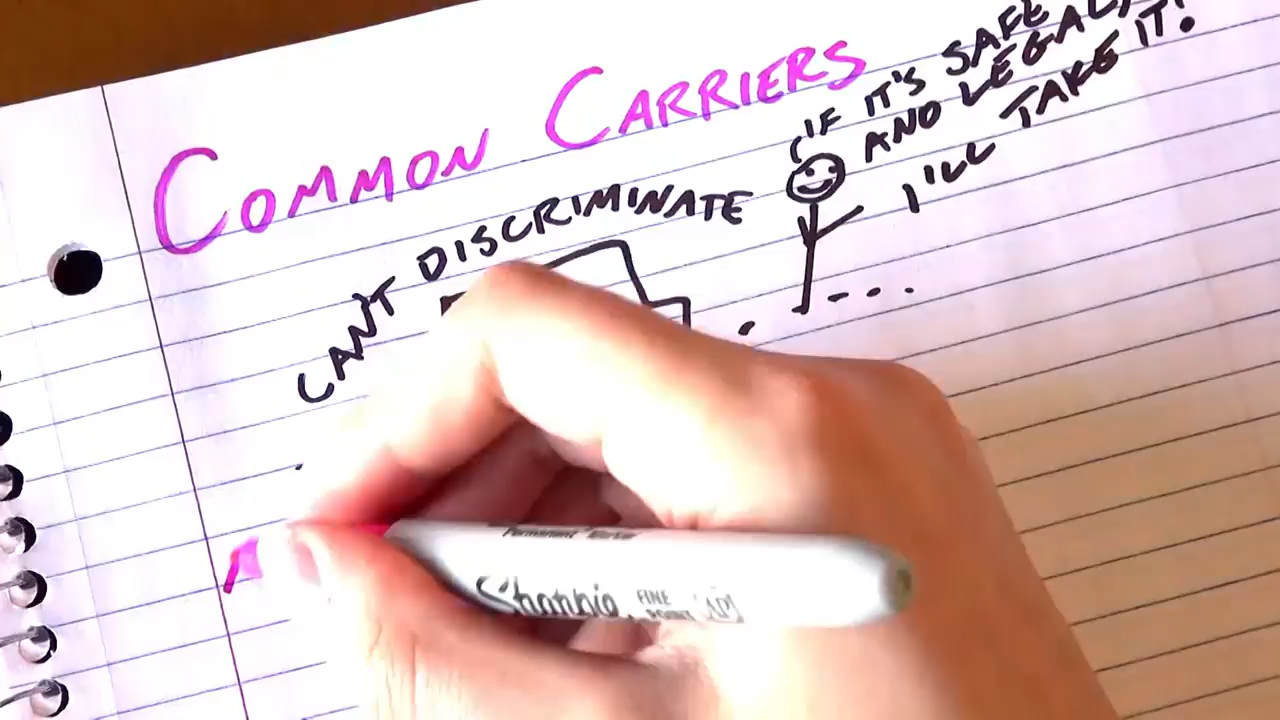 COMMON CARRIERS
CAN'T DISCRIMINATE
IF IT'S SAFE
AND LEGAL,
I'LL TAKE IT!
Sharpie
FINE
POINT